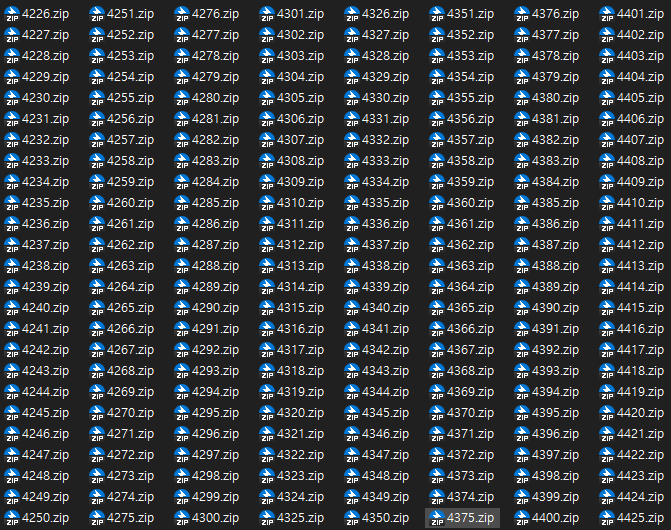 4226.zip 4251.zip 4276.zip 4301.zip 4326.zip 4351.zip 4376.zip 4401.zip
4227.zip 4252.zip 4277.zip 4302.zip 4327.zip 4352.zip 4377.zip 4402.zip
4228.zip 4253.zip 4278.zip 4303.zip 4328.zip 4353.zip 4378.zip 4403.zip
4229.zip 4254.zip 4279.zip 4304.zip 4329.zip 4354.zip 4379.zip 4404.zip
4230.zip 4255.zip 4280.zip 4305.zip 4330.zip 4355.zip 4380.zip 4405.zip
4231.zip 4256.zip 4281.zip 4306.zip 4331.zip 4356.zip 4381.zip 4406.zip
4232.zip 4257.zip 4282.zip 4307.zip 4332.zip 4357.zip 4382.zip 4407.zip
4233.zip 4258.zip 4283.zip 4308.zip 4333.zip 4358.zip 4383.zip 4408.zip
4234.zip 4259.zip 4284.zip 4309.zip 4334.zip 4359.zip 4384.zip 4409.zip
4235.zip 4260.zip 4285.zip 4310.zip 4335.zip 4360.zip 4385.zip 4410.zip
4236.zip 4261.zip 4286.zip 4311.zip 4336.zip 4361.zip 4386.zip 4411.zip
4237.zip 4262.zip 4287.zip 4312.zip 4337.zip 4362.zip 4387.zip 4412.zip
4238.zip 4263.zip 4288.zip 4313.zip 4338.zip 4363.zip 4388.zip 4413.zip
4239.zip 4264.zip 4289.zip 4314.zip 4339.zip 4364.zip 4389.zip 4414.zip
4240.zip 4265.zip 4290.zip 4315.zip 4340.zip 4365.zip 4390.zip 4415.zip
4241.zip 4266.zip 4291.zip 4316.zip 4341.zip 4366.zip 4391.zip 4416.zip
4242.zip 4267.zip 4292.zip 4317.zip 4342.zip 4367.zip 4392.zip 4417.zip
4243.zip 4268.zip 4293.zip 4318.zip 4343.zip 4368.zip 4393.zip 4418.zip
4244.zip 4269.zip 4294.zip 4319.zip 4344.zip 4369.zip 4394.zip 4419.zip
4245.zip 4270.zip 4295.zip 4320.zip 4345.zip 4370.zip 4395.zip 4420.zip
4246.zip 4271.zip 4296.zip 4321.zip 4346.zip 4371.zip 4396.zip 4421.zip
4247.zip 4272.zip 4297.zip 4322.zip 4347.zip 4372.zip 4397.zip 4422.zip
4248.zip 4273.zip 4298.zip 4323.zip 4348.zip 4373.zip 4398.zip 4423.zip
4249.zip 4274.zip 4299.zip 4324.zip 4349.zip 4374.zip 4399.zip 4424.zip
4250.zip 4275.zip 4300.zip 4325.zip 4350.zip 4375.zip 4400.zip 4425.zip